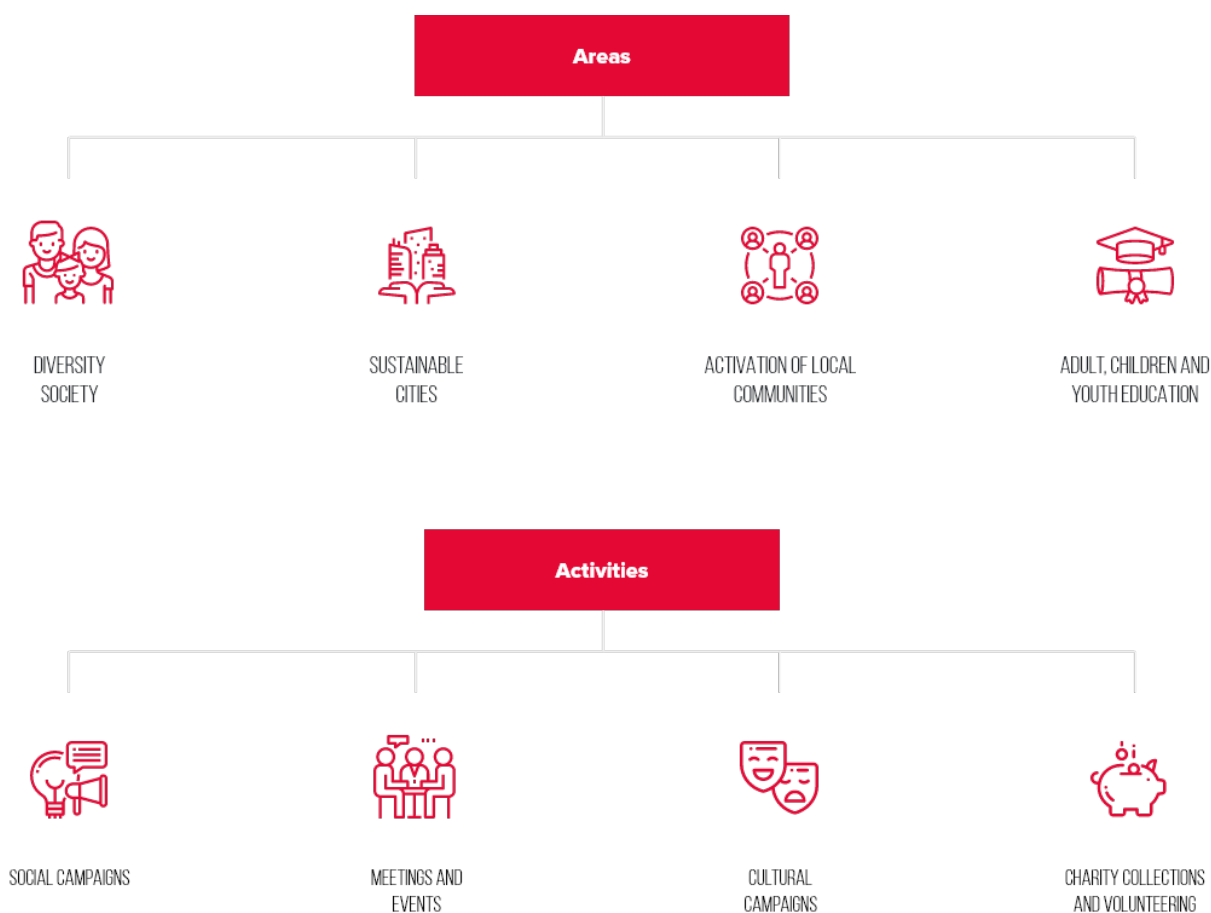 Areas
DIVERSITY
SOCIETY
SUSTAINABLE
CITIES
ACTIVATION OF LOCAL
COMMUNITIES
ADULT, CHILDREN AND
YOUTH EDUCATION
Activities
SOCIAL CAMPAIGNS
MEETINGS AND
EVENTS
CULTURAL
CAMPAIGNS
CHARITY COLLECTIONS
AND VOLUNTEERING